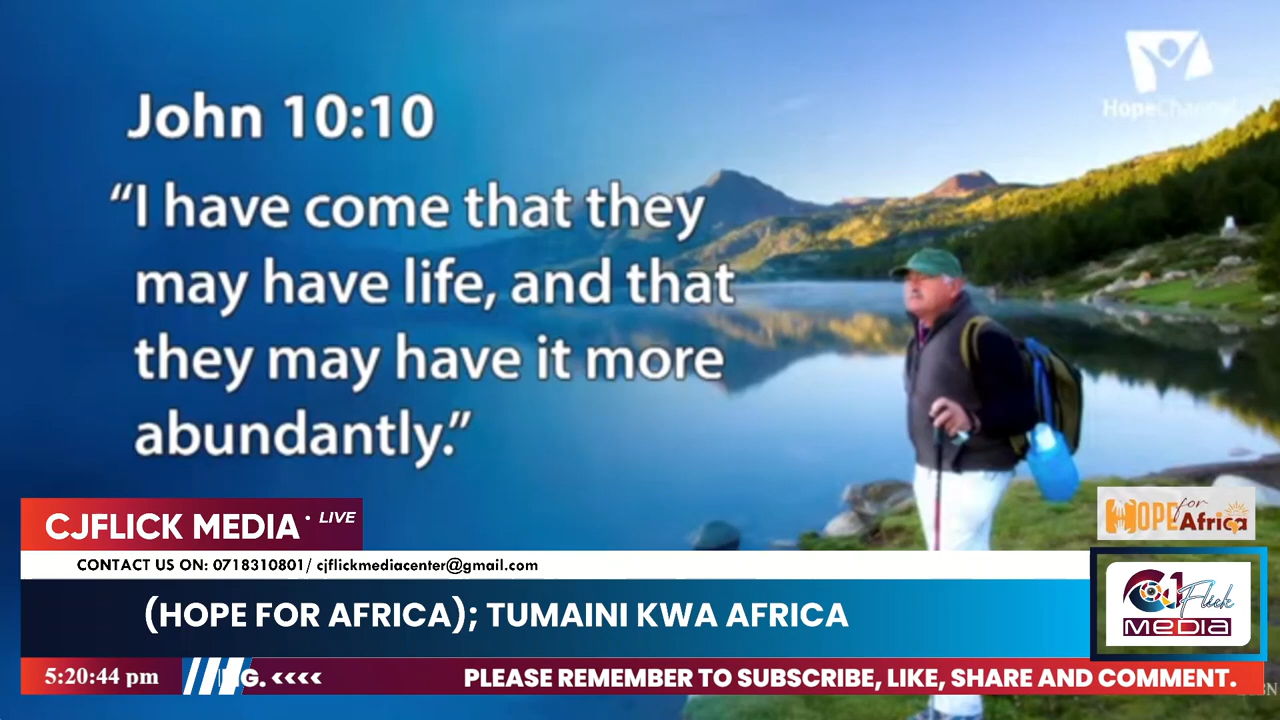 John 10:10
“I have come that they
may have life, and that
they may have it more
abundantly.”
HopeChannel
CJFLICK MEDIA · LIVE
HOPE for Africa
CONTACT US ON: 0718310801/ cjflickmediacenter@gmail.com
(HOPE FOR AFRICA); TUMAINI KWA AFRICA
Flick
MEDIA
5:20:44 pm
G. <<<< PLEASE REMEMBER TO SUBSCRIBE, LIKE, SHARE AND COMMENT.